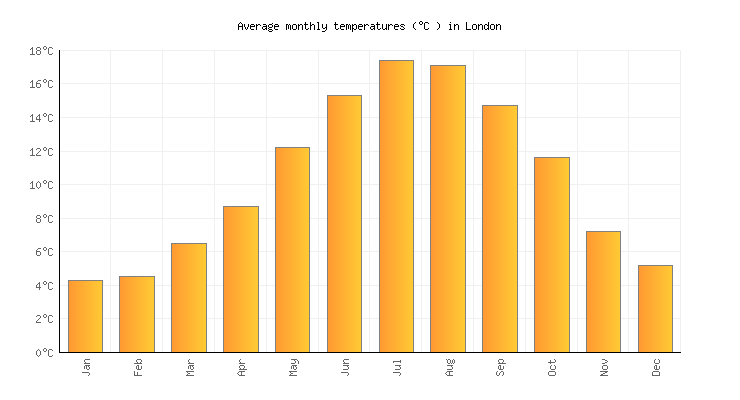 Average monthly temperatures (°C ) in London
18°C
16°C
14°C
12°C
10°C
8°C
6°C
4°C
2°C
0°C
Jan
Feb
Mar
Apr
May
Jun
Jul
Aug
Sep
Oct
Nov
Dec